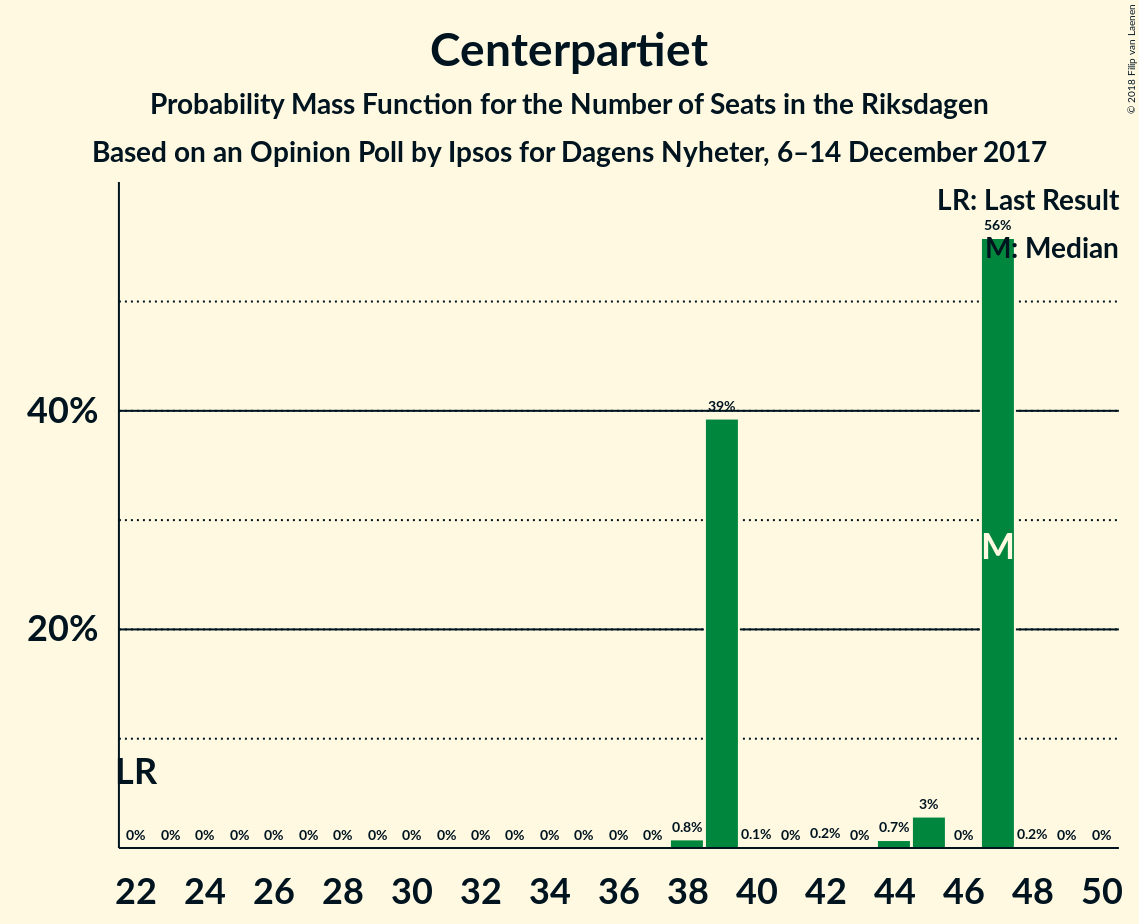 Centerpartiet
Probability Mass Function for the Number of Seats in the Riksdagen
Based on an Opinion Poll by Ipsos for Dagens Nyheter, 6–14 December 2017
© 2018 Filip van Laenen
LR: Last Result
M: Median
56%
40%
39%
M
20%
LR
0% 0% 0% 0% 0% 0% 0% 0% 0% 0% 0% 0% 0% 0% 0% 0% 0.8% 0.1% 0% 0.2% 0% 0.7% 3% 0% 0.2% 0% 0%
22 24 26 28 30 32 34 36 38 40 42 44 46 48 50